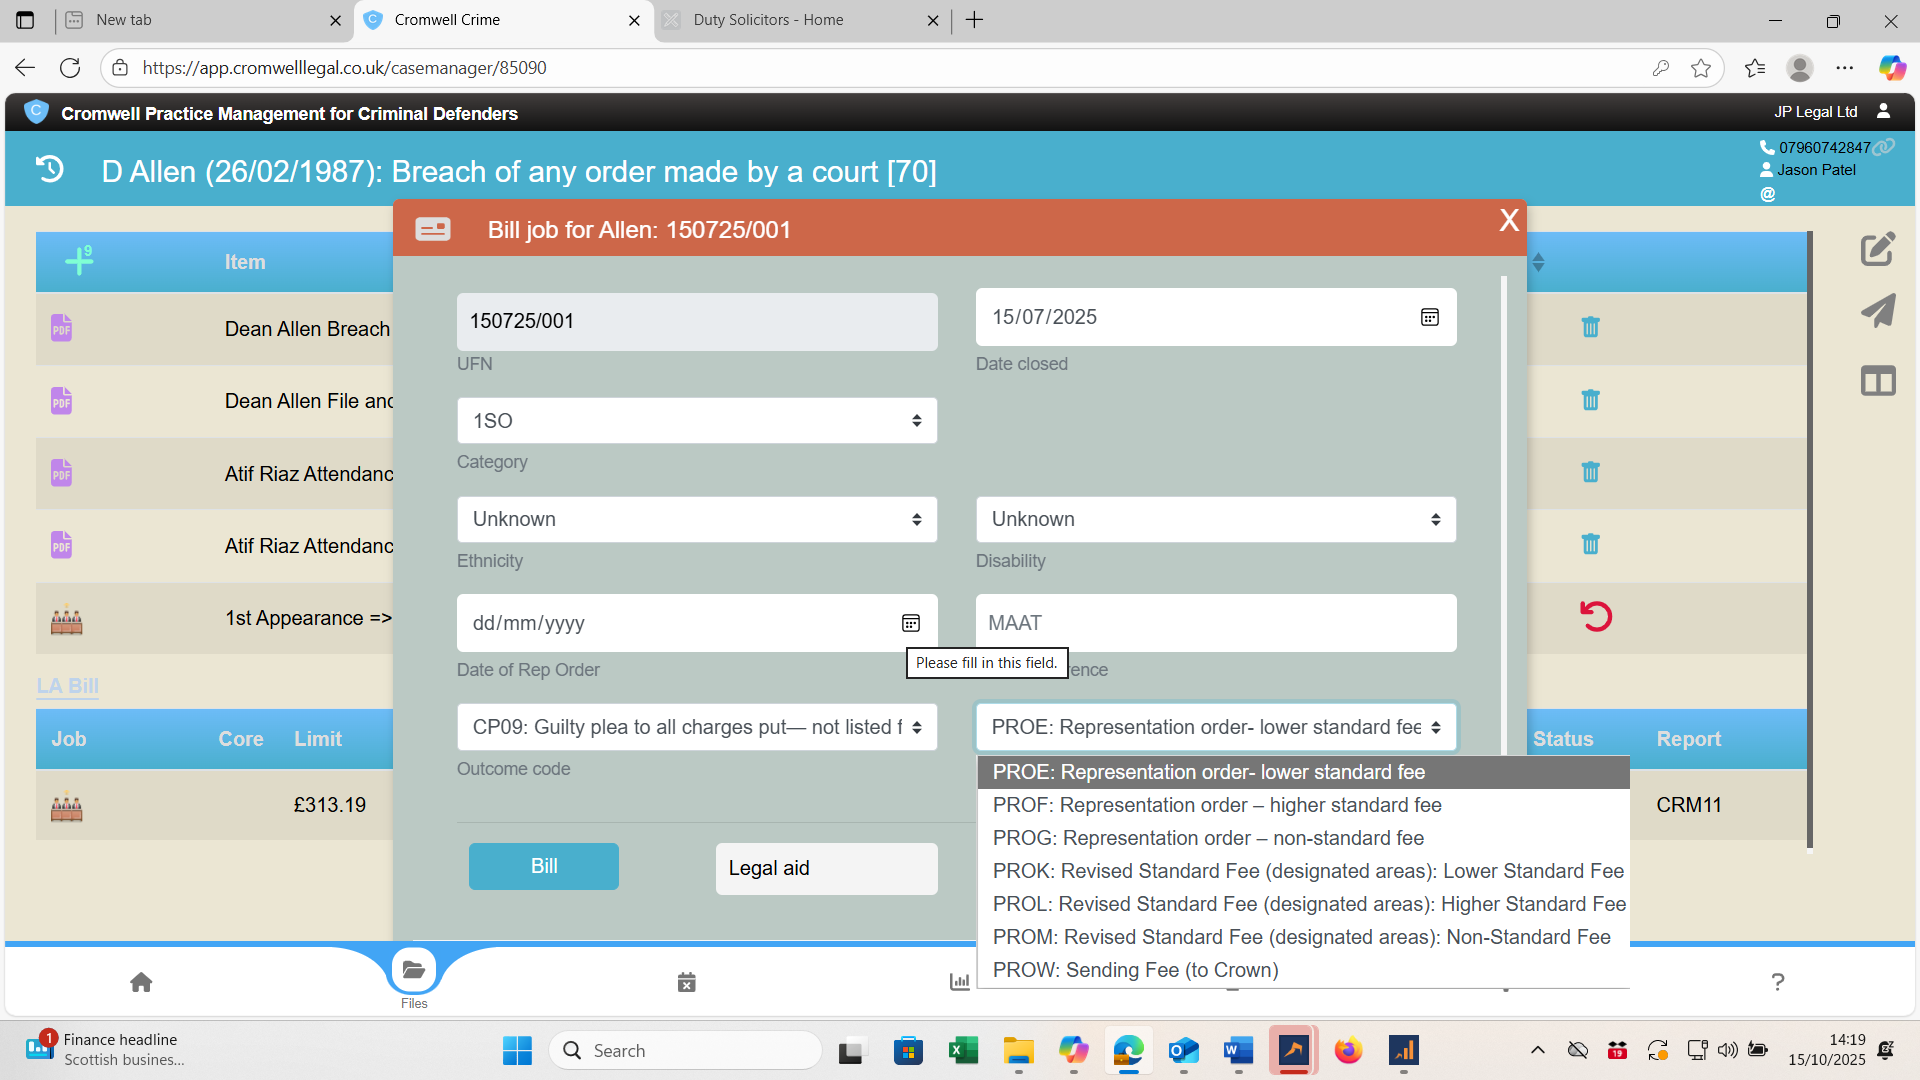 New tab
Cromwell Crime
Duty Solicitors - Home
https://app.cromwelllegal.co.uk/casemanager/85090
Cromwell Practice Management for Criminal Defenders
JP Legal Ltd
D Allen (26/02/1987): Breach of any order made by a court [70]
07960742847
Jason Patel
@
Bill job for Allen: 150725/001
X
9
Item
150725/001
15/07/2025
UFN
Date closed
PDF
Dean Allen Breach
1SO
Category
PDF
Dean Allen File and
PDF
Atif Riaz Attendanc
Unknown
Unknown
Ethnicity
Disability
PDF
Atif Riaz Attendanc
dd/mm/yyyy
MAAT
1st Appearance =>
Please fill in this field.
Date of Rep Order
rence
LA Bill
CP09: Guilty plea to all charges put— not listed f
PROE: Representation order- lower standard fee
Job
Core
Limit
Status
Report
Outcome code
PROE: Representation order- lower standard fee
PROF: Representation order – higher standard fee
PROG: Representation order – non-standard fee
PROK: Revised Standard Fee (designated areas): Lower Standard Fee
PROL: Revised Standard Fee (designated areas): Higher Standard Fee
PROM: Revised Standard Fee (designated areas): Non-Standard Fee
PROW: Sending Fee (to Crown)
£313.19
CRM11
Bill
Legal aid
Files
?
1
Finance headline
Scottish busines...
Search
19
14:19
15/10/2025